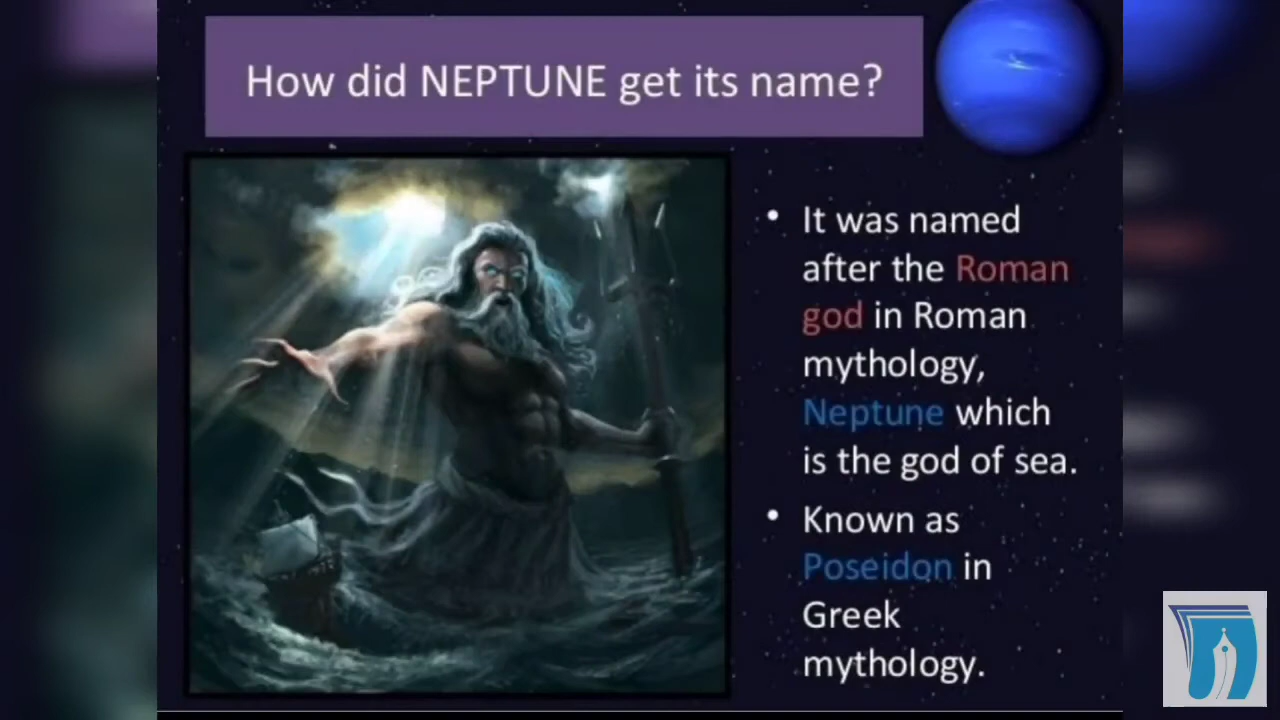 How did NEPTUNE get its name?
• It was named
after the Roman
god in Roman
mythology,
Neptune which
is the god of sea.
• Known as
Poseidon in
Greek
mythology.